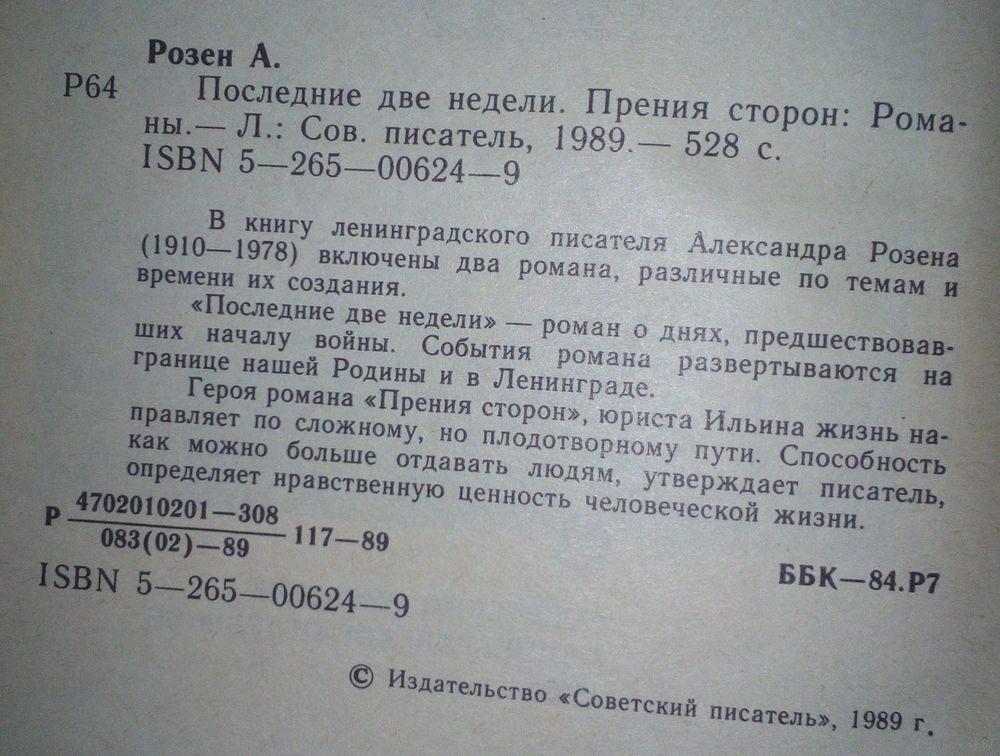 Розен А.
Р64 Последние две недели. Прения сторон: Рома-
ны.— Л.: Сов. писатель, 1989.— 528 с.
ISBN 5—265—00624—9
В книгу ленинградского писателя Александра Розена
(1910—1978) включены два романа, различные по темам и
времени их создания.
«Последние две недели» — роман о днях, предшествовав-
ших началу войны. События романа развертываются на
границе нашей Родины и в Ленинграде.
Героя романа «Прения сторон», юриста Ильина жизнь на-
правляет по сложному, но плодотворному пути. Способность
как можно больше отдавать людям, утверждает писатель,
определяет нравственную ценность человеческой жизни.
Р 4702010201—308
083(02)—89 117—89
ББК—84.Р7
ISBN 5—265—00624—9
© Издательство «Советский писатель», 1989 г.